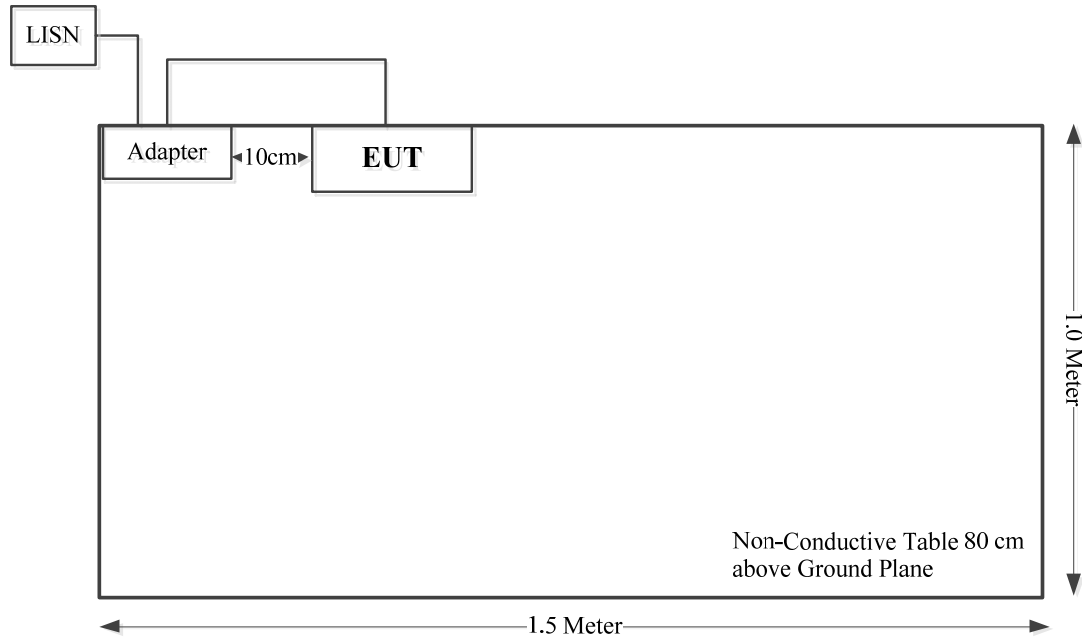 LISN
Adapter
10cm
EUT
1.0 Meter
Non-Conductive Table 80 cm
above Ground Plane
1.5 Meter